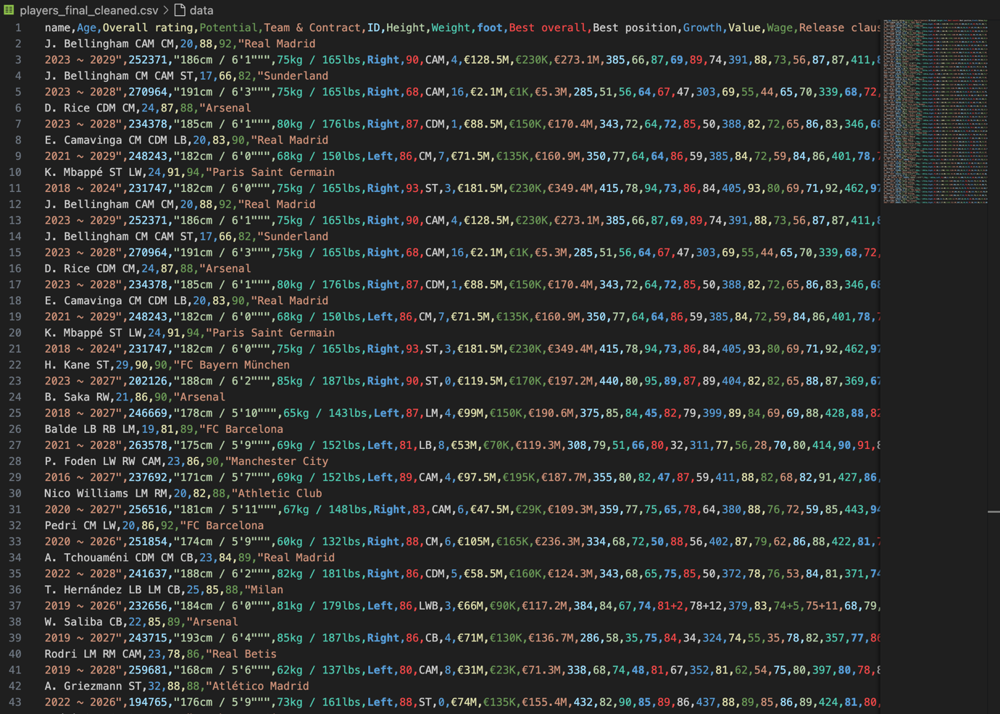 players_final_cleaned.csv > data
1 name,Age,Overall rating,Potential,Team & Contract,ID,Height,Weight,foot,Best overall,Best position,Growth,Value,Wage,Release claus
2 J. Bellingham CAM CM,20,88,92,"Real Madrid
3 2023 ~ 2029",252371,"186cm / 6'1""",75kg / 165lbs,Right,90,CAM,4,€128.5M,€230K,€273.1M,385,66,87,69,89,74,391,88,73,56,87,87,411,8
4 J. Bellingham CM CAM ST,17,66,82,"Sunderland
5 2023 ~ 2028",270964,"191cm / 6'3""",75kg / 165lbs,Right,68,CAM,16,€2.1M,€1K,€5.3M,285,51,56,64,67,47,303,69,55,44,65,70,339,68,72,
6 D. Rice CDM CM,24,87,88,"Arsenal
7 2023 ~ 2028",234378,"185cm / 6'1""",80kg / 176lbs,Right,87,CDM,1,€88.5M,€150K,€170.4M,343,72,64,72,85,50,388,82,72,65,86,83,346,68
8 E. Camavinga CM CDM LB,20,83,90,"Real Madrid
9 2021 ~ 2029",248243,"182cm / 6'0""",68kg / 150lbs,Left,86,CM,7,€71.5M,€135K,€160.9M,350,77,64,64,86,59,385,84,72,59,84,86,401,78,7
10 K. Mbappé ST LW,24,91,94,"Paris Saint Germain
11 2018 ~ 2024",231747,"182cm / 6'0""",75kg / 165lbs,Right,93,ST,3,€181.5M,€230K,€349.4M,415,78,94,73,86,84,405,93,80,69,71,92,462,97
12 J. Bellingham CAM CM,20,88,92,"Real Madrid
13 2023 ~ 2029",252371,"186cm / 6'1""",75kg / 165lbs,Right,90,CAM,4,€128.5M,€230K,€273.1M,385,66,87,69,89,74,391,88,73,56,87,87,411,8
14 J. Bellingham CM CAM ST,17,66,82,"Sunderland
15 2023 ~ 2028",270964,"191cm / 6'3""",75kg / 165lbs,Right,68,CAM,16,€2.1M,€1K,€5.3M,285,51,56,64,67,47,303,69,55,44,65,70,339,68,72,
16 D. Rice CDM CM,24,87,88,"Arsenal
17 2023 ~ 2028",234378,"185cm / 6'1""",80kg / 176lbs,Right,87,CDM,1,€88.5M,€150K,€170.4M,343,72,64,72,85,50,388,82,72,65,86,83,346,68
18 E. Camavinga CM CDM LB,20,83,90,"Real Madrid
19 2021 ~ 2029",248243,"182cm / 6'0""",68kg / 150lbs,Left,86,CM,7,€71.5M,€135K,€160.9M,350,77,64,64,86,59,385,84,72,59,84,86,401,78,7
20 K. Mbappé ST LW,24,91,94,"Paris Saint Germain
21 2018 ~ 2024",231747,"182cm / 6'0""",75kg / 165lbs,Right,93,ST,3,€181.5M,€230K,€349.4M,415,78,94,73,86,84,405,93,80,69,71,92,462,97
22 H. Kane ST,29,90,90,"FC Bayern München
23 2023 ~ 2027",202126,"188cm / 6'2""",85kg / 187lbs,Right,90,ST,0,€119.5M,€170K,€197.2M,440,80,95,89,87,89,404,82,82,65,88,87,369,67
24 B. Saka RW,21,86,90,"Arsenal
25 2018 ~ 2027",246669,"178cm / 5'10""",65kg / 143lbs,Left,87,LM,4,€99M,€150K,€190.6M,375,85,84,45,82,79,399,89,84,69,69,88,428,88,82
26 Balde LB RB LM,19,81,89,"FC Barcelona
27 2021 ~ 2028",263578,"175cm / 5'9""",69kg / 152lbs,Left,81,LB,8,€53M,€70K,€119.3M,308,79,51,66,80,32,311,77,56,28,70,80,414,90,91,8
28 P. Foden LW RW CAM,23,86,90,"Manchester City
29 2016 ~ 2027",237692,"171cm / 5'7""",69kg / 152lbs,Left,89,CAM,4,€97.5M,€195K,€187.7M,355,80,82,47,87,59,411,88,82,68,82,91,427,86,
30 Nico Williams LM RM,20,82,88,"Athletic Club
31 2020 ~ 2027",256516,"181cm / 5'11""",67kg / 148lbs,Right,83,CAM,6,€47.5M,€29K,€109.3M,359,77,75,65,78,64,380,88,76,72,59,85,443,94
32 Pedri CM LW,20,86,92,"FC Barcelona
33 2020 ~ 2026",251854,"174cm / 5'9""",60kg / 132lbs,Right,88,CM,6,€105M,€165K,€236.3M,334,68,72,50,88,56,402,87,79,62,86,88,422,81,7
34 A. Tchouaméni CDM CM CB,23,84,89,"Real Madrid
35 2022 ~ 2028",241637,"188cm / 6'2""",82kg / 181lbs,Right,86,CDM,5,€58.5M,€160K,€124.3M,343,68,65,75,85,50,372,78,76,53,84,81,371,74
36 T. Hernández LB LM CB,25,85,88,"Milan
37 2019 ~ 2026",232656,"184cm / 6'0""",81kg / 179lbs,Left,86,LWB,3,€66M,€90K,€117.2M,384,84,67,74,81+2,78+12,379,83,74+5,75+11,68,79,
38 W. Saliba CB,22,85,89,"Arsenal
39 2019 ~ 2027",243715,"193cm / 6'4""",85kg / 187lbs,Right,86,CB,4,€71M,€130K,€136.7M,286,58,35,75,84,34,324,74,55,35,78,82,357,77,86
40 Rodri LM RM CAM,23,78,86,"Real Betis
41 2019 ~ 2028",259681,"168cm / 5'6""",62kg / 137lbs,Left,80,CAM,8,€31M,€23K,€71.3M,338,68,74,48,81,67,352,81,62,54,75,80,397,80,78,8
42 A. Griezmann ST,32,88,88,"Atlético Madrid
43 2022 ~ 2026",194765,"176cm / 5'9""",73kg / 161lbs,Left,88,ST,0,€74M,€135K,€155.4M,432,82,90,85,89,86,437,88,89,85,86,89,424,81,80,